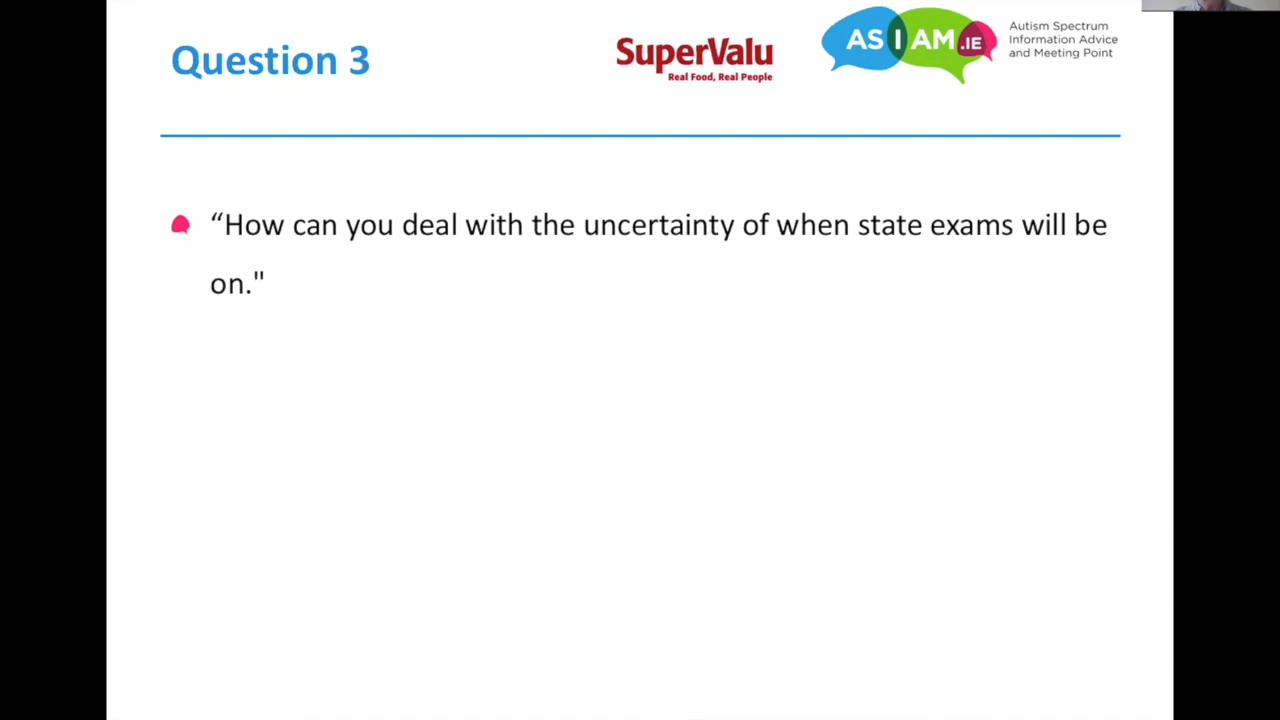 Question 3
SuperValu
Real Food, Real People
AS I AM.IE
Autism Spectrum
Information Advice
and Meeting Point
“How can you deal with the uncertainty of when state exams will be
on."